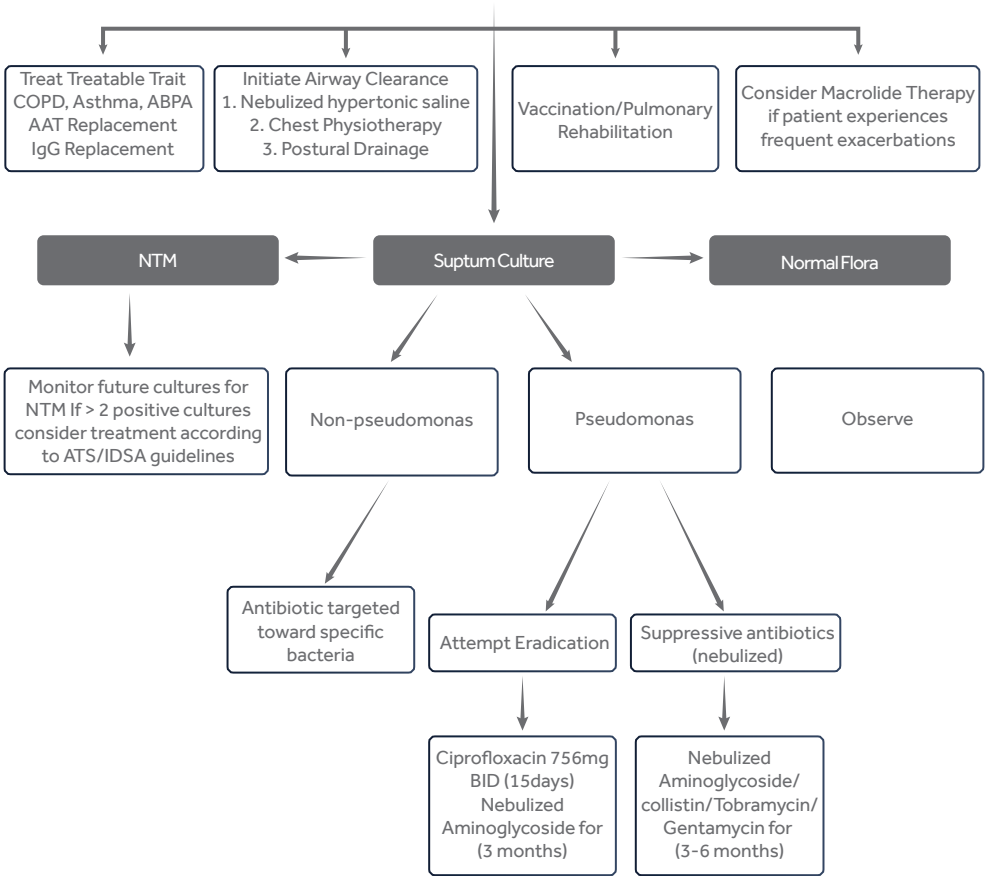 Treat Treatable Trait
COPD, Asthma, ABPA
AAT Replacement
IgG Replacement
Initiate Airway Clearance
1. Nebulized hypertonic saline
2. Chest Physiotherapy
3. Postural Drainage
Vaccination/Pulmonary
Rehabilitation
Consider Macrolide Therapy
if patient experiences
frequent exacerbations
NTM
Suptum Culture
Normal Flora
Monitor future cultures for
NTM If > 2 positive cultures
consider treatment according
to ATS/IDSA guidelines
Non-pseudomonas
Pseudomonas
Observe
Antibiotic targeted
toward specific
bacteria
Attempt Eradication
Suppressive antibiotics
(nebulized)
Ciprofloxacin 756mg
BID (15days)
Nebulized
Aminoglycoside for
(3 months)
Nebulized
Aminoglycoside/
collistin/Tobramycin/
Gentamycin for
(3-6 months)